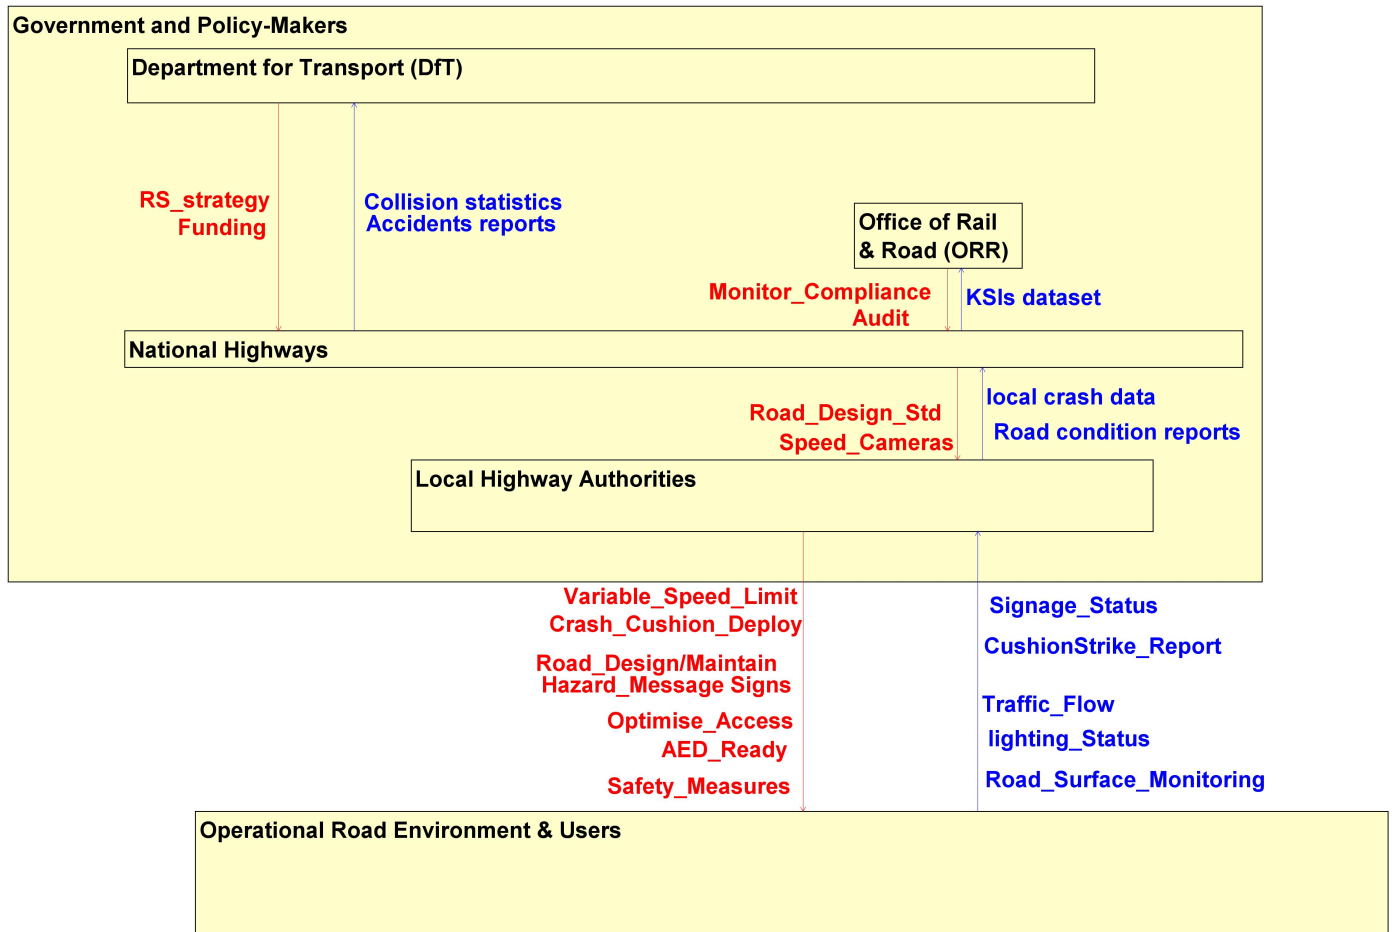 Government and Policy-Makers
Department for Transport (DfT)
RS_strategy
Funding
Collision statistics
Accidents reports
Office of Rail
& Road (ORR)
Monitor_Compliance
Audit
KSIs dataset
National Highways
Road_Design_Std
Speed_Cameras
local crash data
Road condition reports
Local Highway Authorities
Variable_Speed_Limit
Crash_Cushion_Deploy
Road_Design/Maintain
Hazard_Message Signs
Optimise_Access
AED_Ready
Safety_Measures
Signage_Status
CushionStrike_Report
Traffic_Flow
lighting_Status
Road_Surface_Monitoring
Operational Road Environment & Users